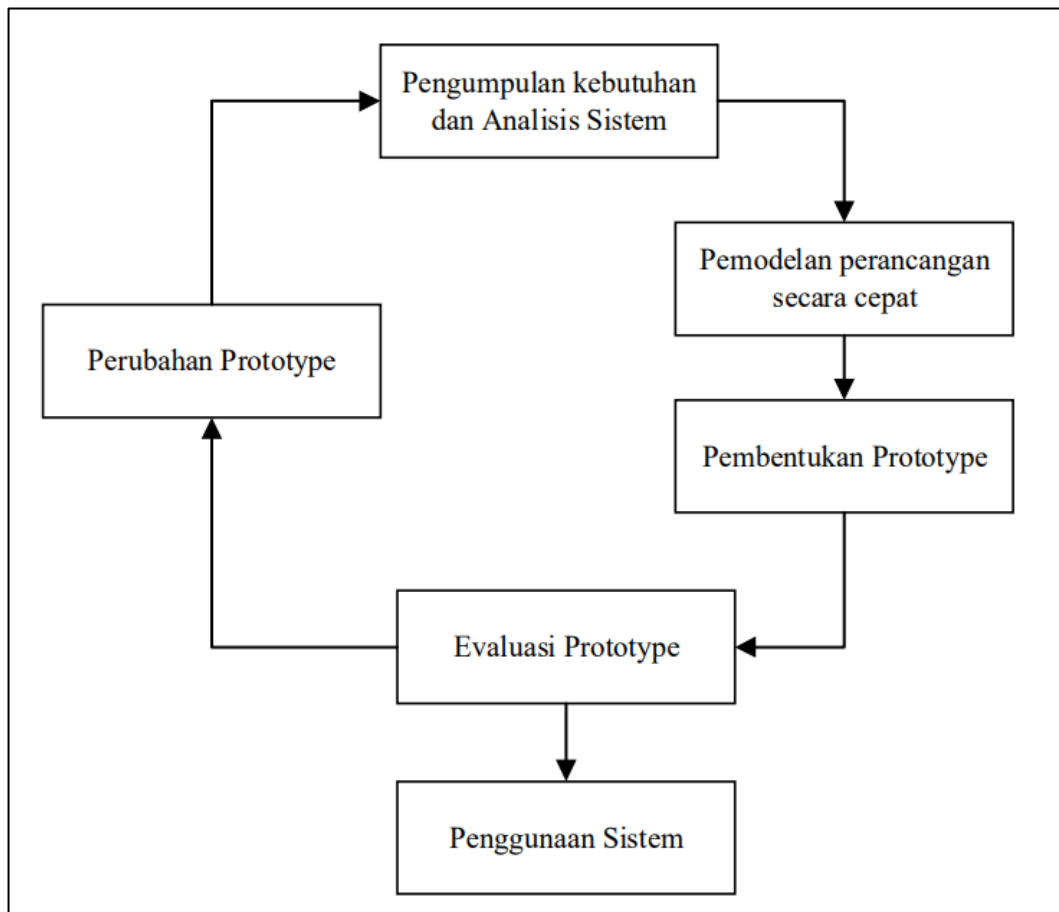 Pengumpulan kebutuhan
dan Analisis Sistem
Pemodelan perancangan
secara cepat
Perubahan Prototype
Pembentukan Prototype
Evaluasi Prototype
Penggunaan Sistem